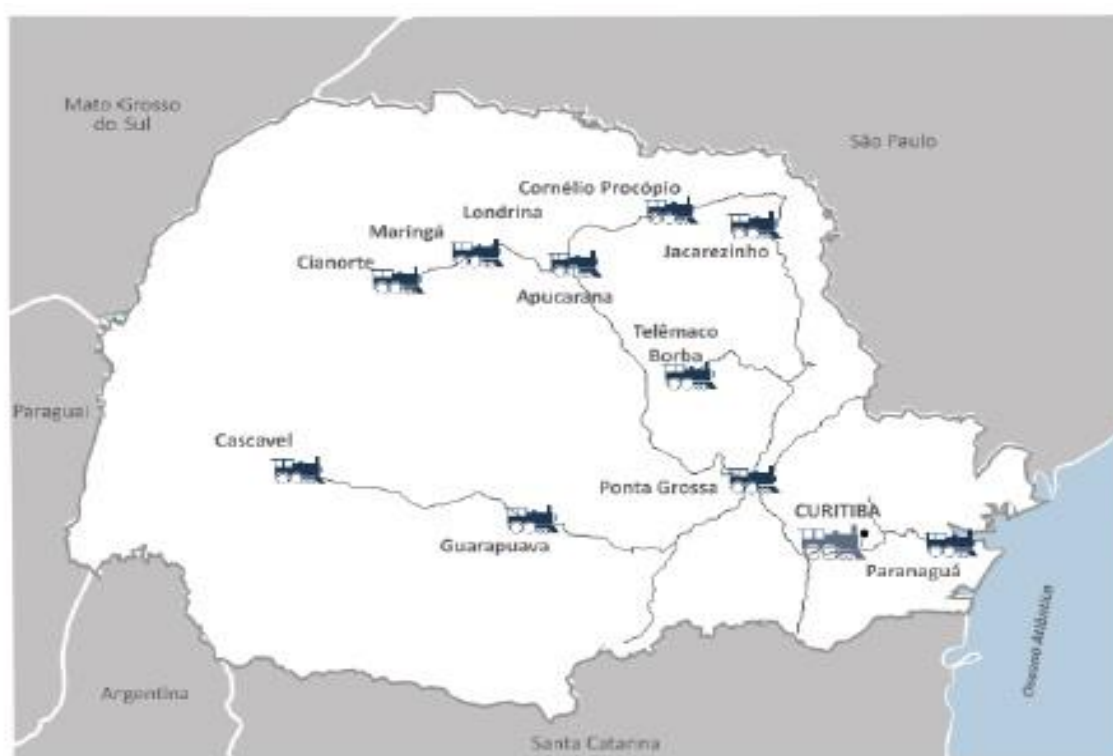 Mato Grosso
do Sul
São Paulo
Cornélio Procópio
Londrina
Maringá
Jacarezinho
Cianorte
Apucarana
Telêmaco
Borba
Paraguai
Cascavel
Ponta Grossa
CURITIBA
Guarapuava
Paranaguá
Oceano Atlântico
Argentina
Santa Catarina